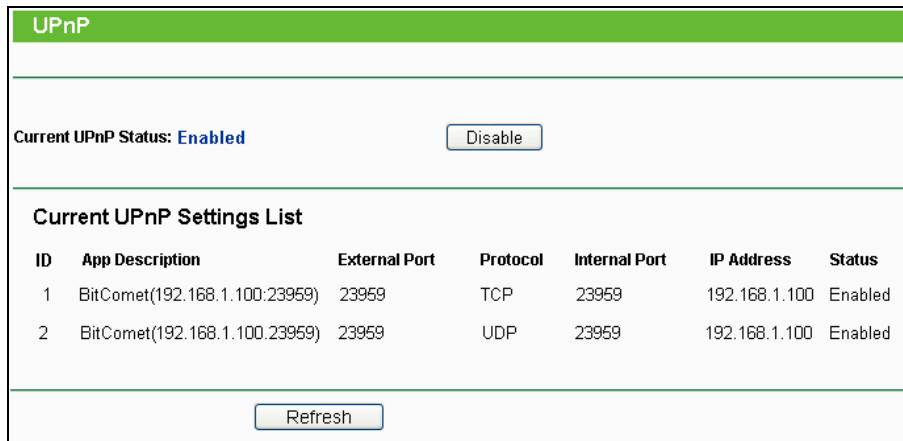 UPnP
Current UPnP Status: Enabled Disable
Current UPnP Settings List
ID App Description External Port Protocol Internal Port IP Address Status
1 BitComet(192.168.1.100:23959) 23959 TCP 23959 192.168.1.100 Enabled
2 BitComet(192.168.1.100.23959) 23959 UDP 23959 192.168.1.100 Enabled
Refresh